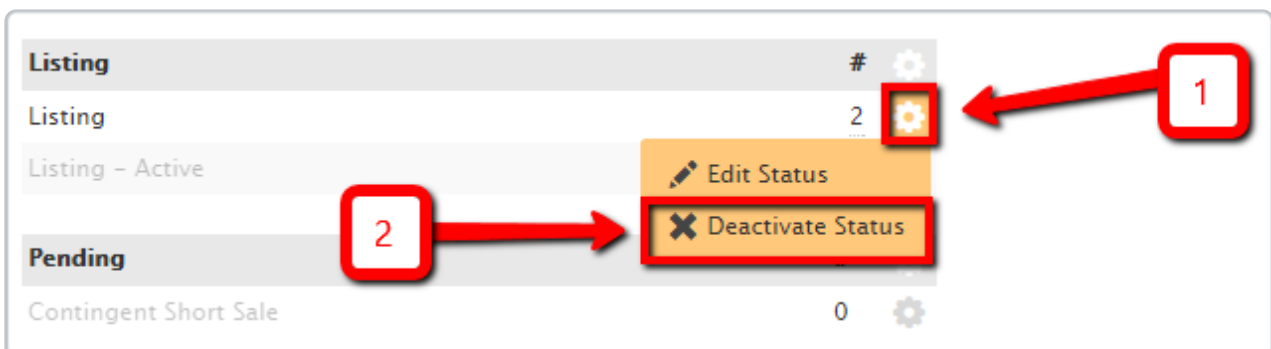 Listing #
Listing 2
1
Listing – Active
Edit Status
Deactivate Status
2
Pending
Contingent Short Sale 0